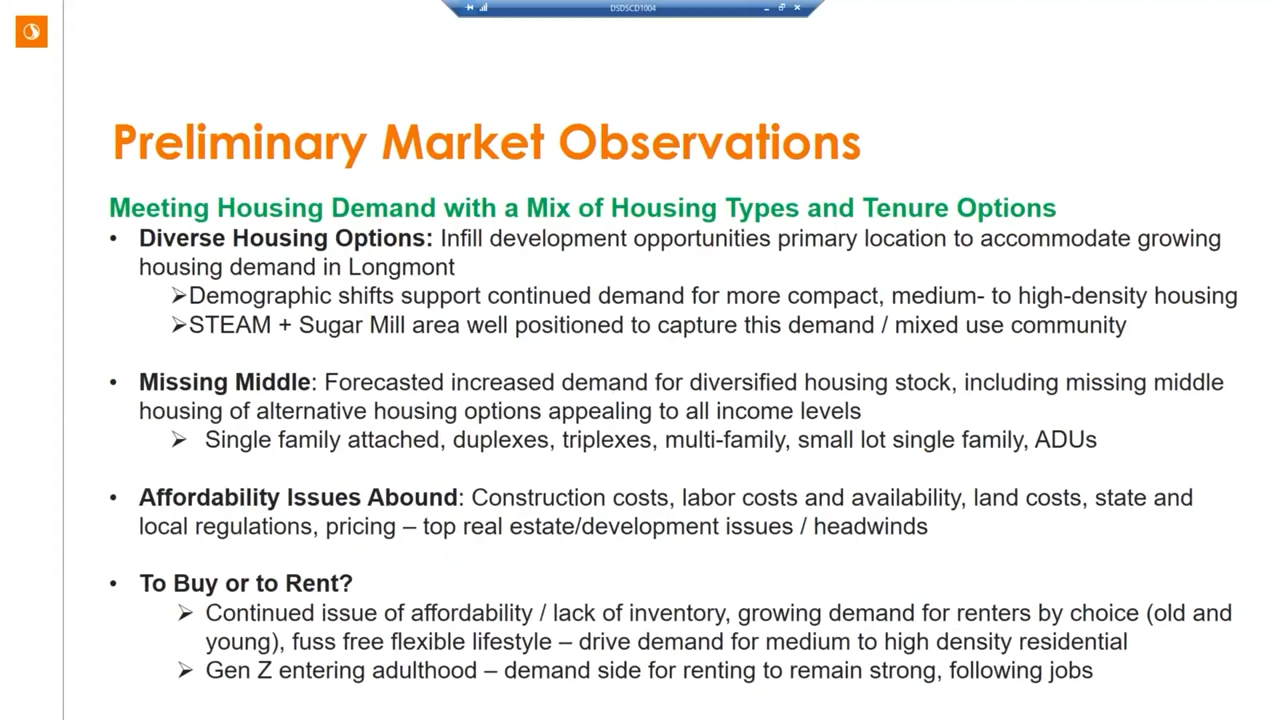 DSDSCD1004
Preliminary Market Observations
Meeting Housing Demand with a Mix of Housing Types and Tenure Options
• Diverse Housing Options: Infill development opportunities primary location to accommodate growing
housing demand in Longmont
➢Demographic shifts support continued demand for more compact, medium- to high-density housing
➢STEAM + Sugar Mill area well positioned to capture this demand / mixed use community
• Missing Middle: Forecasted increased demand for diversified housing stock, including missing middle
housing of alternative housing options appealing to all income levels
➢ Single family attached, duplexes, triplexes, multi-family, small lot single family, ADUs
• Affordability Issues Abound: Construction costs, labor costs and availability, land costs, state and
local regulations, pricing – top real estate/development issues / headwinds
• To Buy or to Rent?
➢ Continued issue of affordability / lack of inventory, growing demand for renters by choice (old and
young), fuss free flexible lifestyle – drive demand for medium to high density residential
➢ Gen Z entering adulthood – demand side for renting to remain strong, following jobs